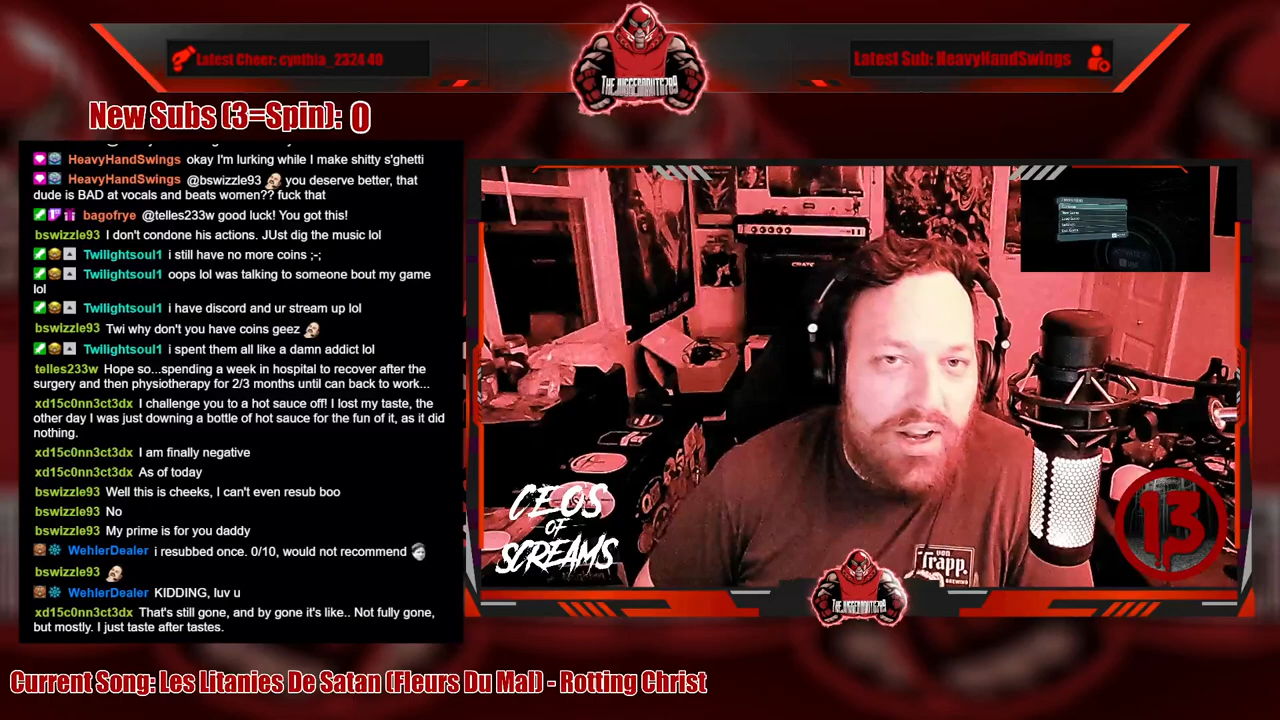 Latest Cheer: cynthia_2324 40
THEJUGGERNAUT6789
Latest Sub: HeavyHandSwings
New Subs (3=Spin): 0
HeavyHandSwings okay I'm lurking while I make shitty s'ghetti
HeavyHandSwings @bswizzle93 you deserve better, that
dude is BAD at vocals and beats women?? fuck that
bagofrye @telles233w good luck! You got this!
bswizzle93 I don't condone his actions. JUst dig the music lol
Twilightsoul1 i still have no more coins ;-;
Twilightsoul1 oops lol was talking to someone bout my game
lol
Twilightsoul1 i have discord and ur stream up lol
bswizzle93 Twi why don't you have coins geez
Twilightsoul1 i spent them all like a damn addict lol
telles233w Hope so...spending a week in hospital to recover after the
surgery and then physiotherapy for 2/3 months until can back to work...
xd15c0nn3ct3dx I challenge you to a hot sauce off! I lost my taste, the
other day I was just downing a bottle of hot sauce for the fun of it, as it did
nothing.
xd15c0nn3ct3dx I am finally negative
xd15c0nn3ct3dx As of today
bswizzle93 Well this is cheeks, I can't even resub boo
bswizzle93 No
bswizzle93 My prime is for you daddy
WehlerDealer i resubbed once. 0/10, would not recommend
bswizzle93
WehlerDealer KIDDING, luv u
xd15c0nn3ct3dx That's still gone, and by gone it's like.. Not fully gone,
but mostly. I just taste after tastes.
CRATE
CEOS
OF
SCREAMS
von
Trapp
BREWING
13
Current Song: Les Litanies De Satan (Fleurs Du Mal) - Rotting Christ